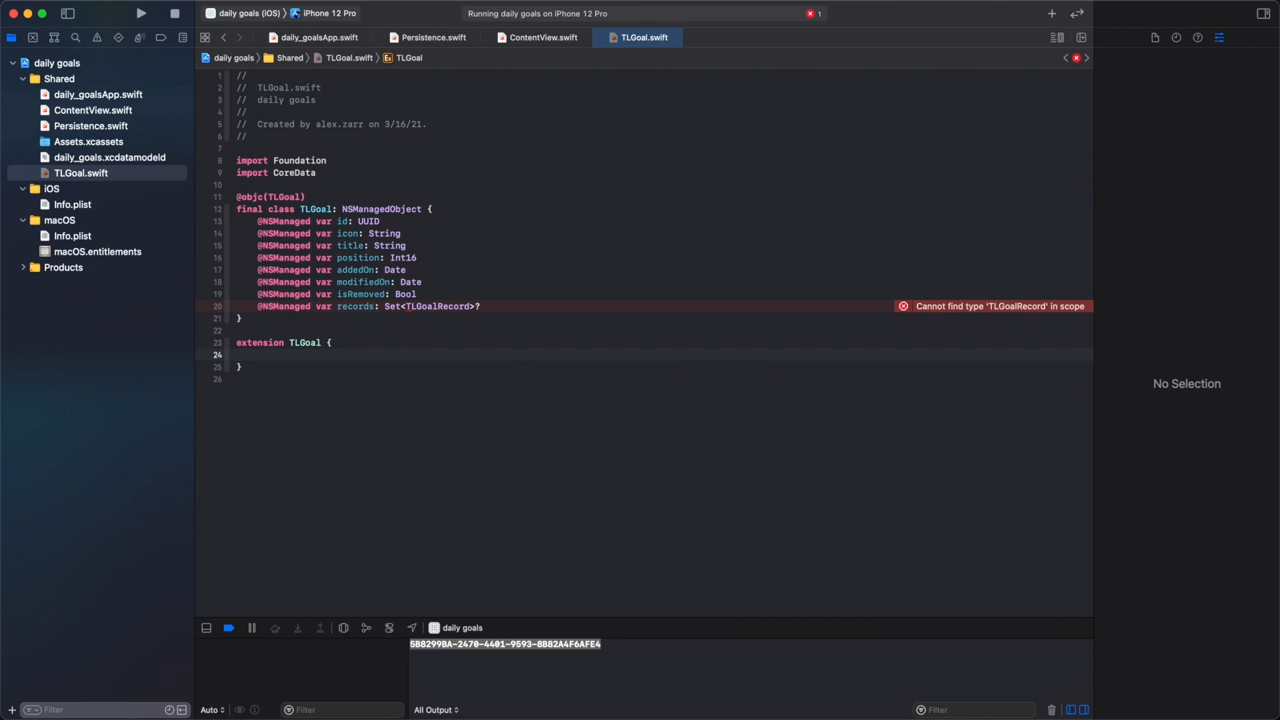 daily goals (iOS) 〉 iPhone 12 Pro
Running daily goals on iPhone 12 Pro
1
daily_goalsApp.swift
Persistence.swift
ContentView.swift
TLGoal.swift
daily goals
Shared
daily_goalsApp.swift
ContentView.swift
Persistence.swift
Assets.xcassets
daily_goals.xcdatamodeld
TLGoal.swift
iOS
Info.plist
macOS
Info.plist
macOS.entitlements
Products
daily goals 〉 Shared 〉 TLGoal.swift 〉 Ex TLGoal
1 //
2 //  TLGoal.swift
3 //  daily goals
4 //
5 //  Created by alex.zarr on 3/16/21.
6 //
7
8 import Foundation
9 import CoreData
10
11 @objc(TLGoal)
12 final class TLGoal: NSManagedObject {
13     @NSManaged var id: UUID
14     @NSManaged var icon: String
15     @NSManaged var title: String
16     @NSManaged var position: Int16
17     @NSManaged var addedOn: Date
18     @NSManaged var modifiedOn: Date
19     @NSManaged var isRemoved: Bool
20     @NSManaged var records: Set<TLGoalRecord>?
Cannot find type 'TLGoalRecord' in scope
21 }
22
23 extension TLGoal {
24
25 }
26
No Selection
daily goals
5B8299BA-2470-4401-9593-8B82A4F6AFE4
Filter
Auto
Filter
All Output
Filter